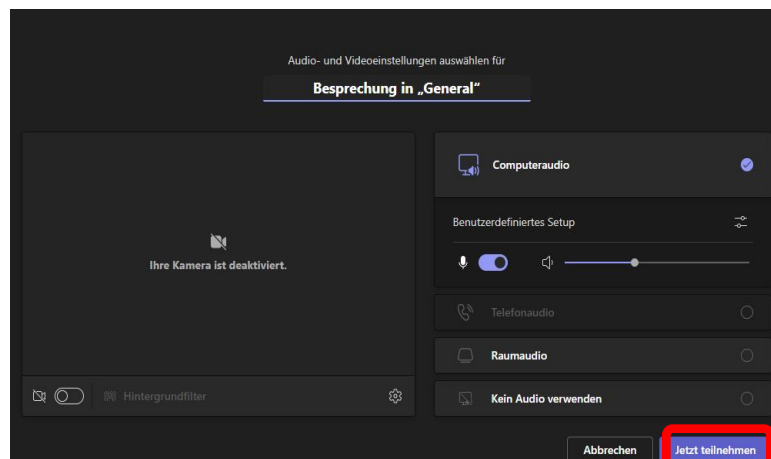 Audio- und Videoeinstellungen auswählen für
Besprechung in „General“
Ihre Kamera ist deaktiviert.
Hintergrundfilter
Computeraudio
Benutzerdefiniertes Setup
Telefonaudio
Raumaudio
Kein Audio verwenden
Abbrechen
Jetzt teilnehmen